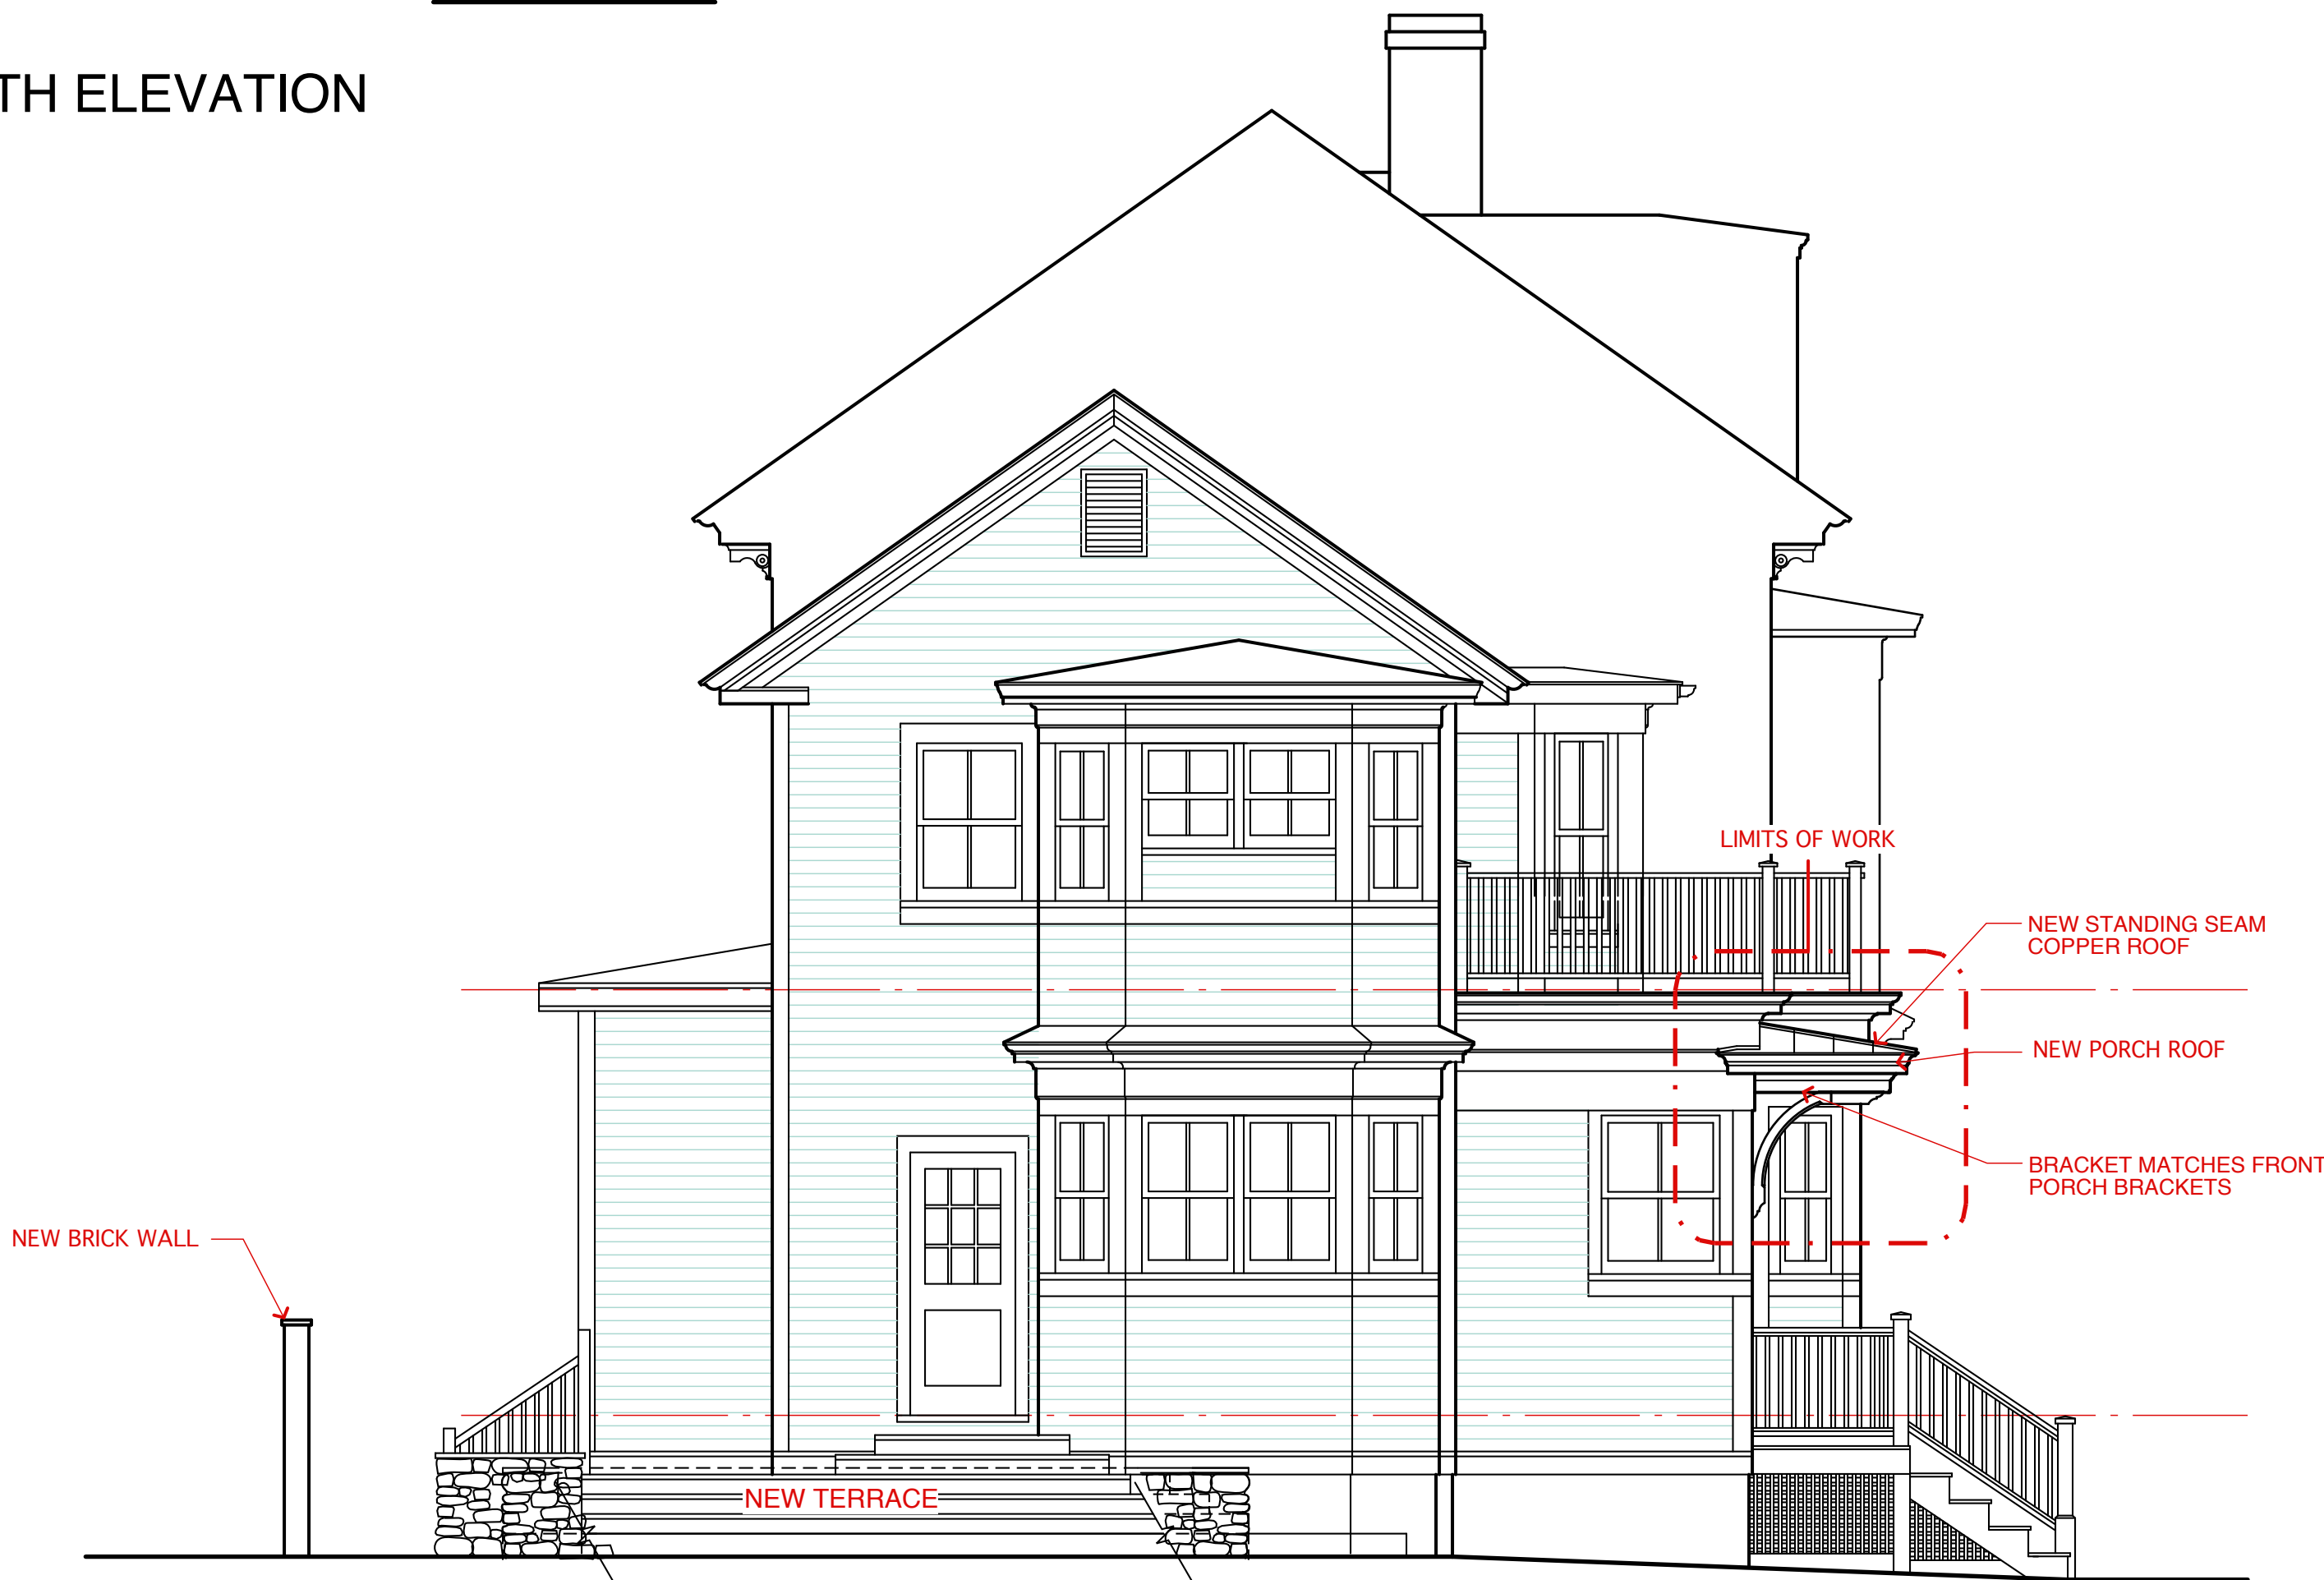 TH ELEVATION
LIMITS OF WORK
NEW STANDING SEAM
COPPER ROOF
NEW PORCH ROOF
BRACKET MATCHES FRONT
PORCH BRACKETS
NEW BRICK WALL
NEW TERRACE